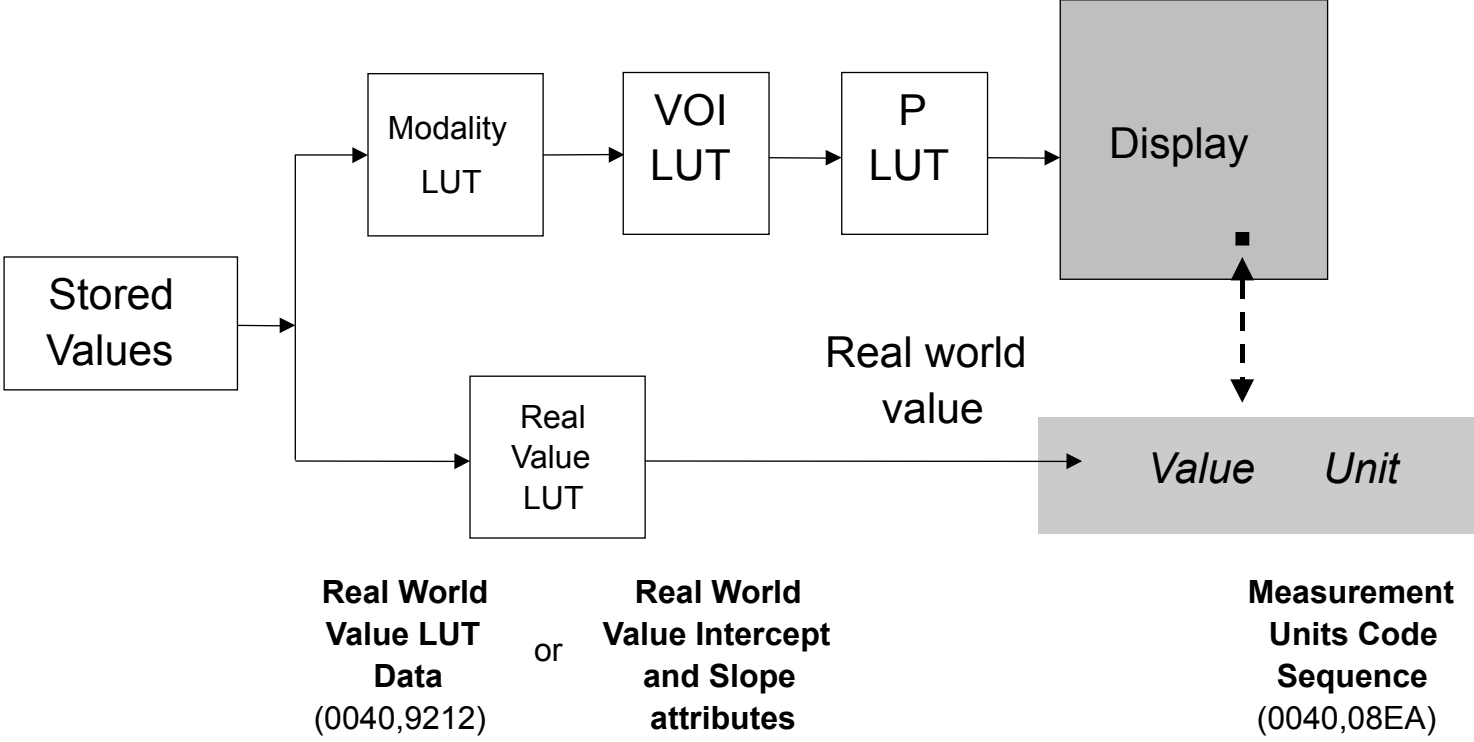 Modality
LUT
VOI
LUT
P
LUT
Display
Stored
Values
Real world
value
Real
Value
LUT
Value Unit
Real World
Value LUT
Data
(0040,9212)
or
Real World
Value Intercept
and Slope
attributes
Measurement
Units Code
Sequence
(0040,08EA)